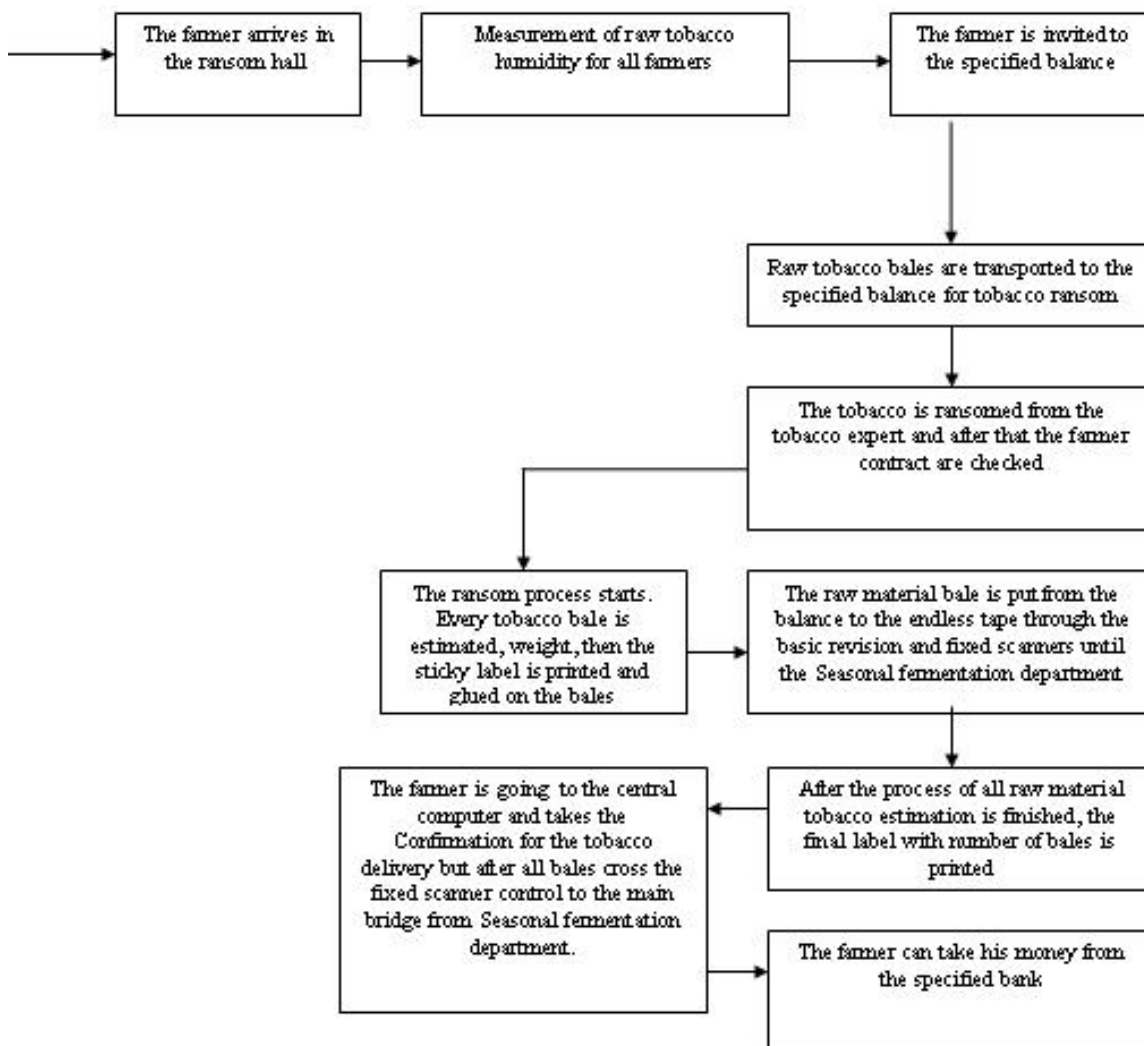 The farmer arrives in
the ransom hall
Measurement of raw tobacco
humidity for all farmers
The farmer is invited to
the specified balance
Raw tobacco bales are transported to the
specified balance for tobacco ransom
The tobacco is ransomed from the
tobacco expert and after that the farmer
contract are checked
The ransom process starts.
Every tobacco bale is
estimated, weight, then the
sticky label is printed and
glued on the bales
The raw material bale is put from the
balance to the endless tape through the
basic revision and fixed scanners until
the Seasonal fermentation department
After the process of all raw material
tobacco estimation is finished, the
final label with number of bales is
printed
The farmer is going to the central
computer and takes the
Confirmation for the tobacco
delivery but after all bales cross the
fixed scanner control to the main
bridge from Seasonal fermentation
department.
The farmer can take his money from
the specified bank